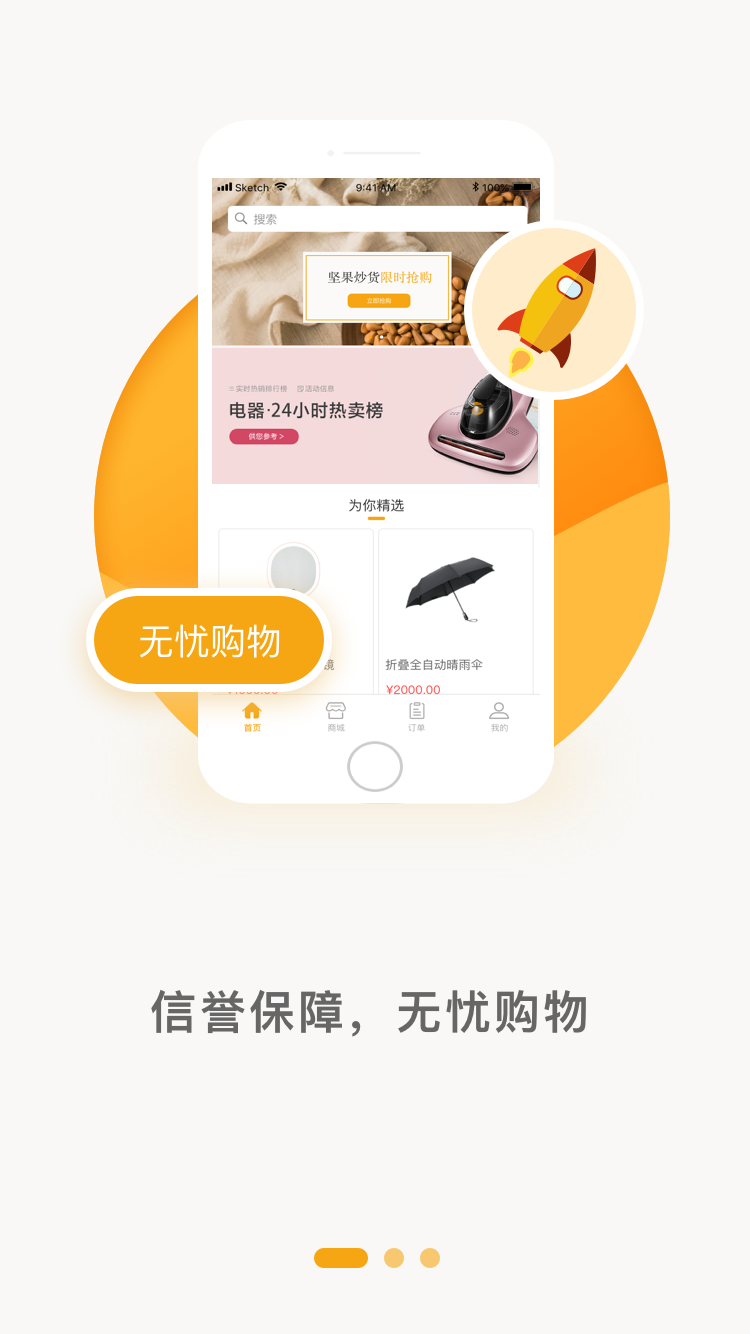 Sketch 9:41 AM 100%
搜索
坚果炒货限时抢购
立即抢购
实时热销排行榜 活动信息
电器·24小时热卖榜
供您参考 >
为你精选
无忧购物
镜
折叠全自动晴雨伞
¥2000.00
首页 商城 订单 我的
信誉保障，无忧购物